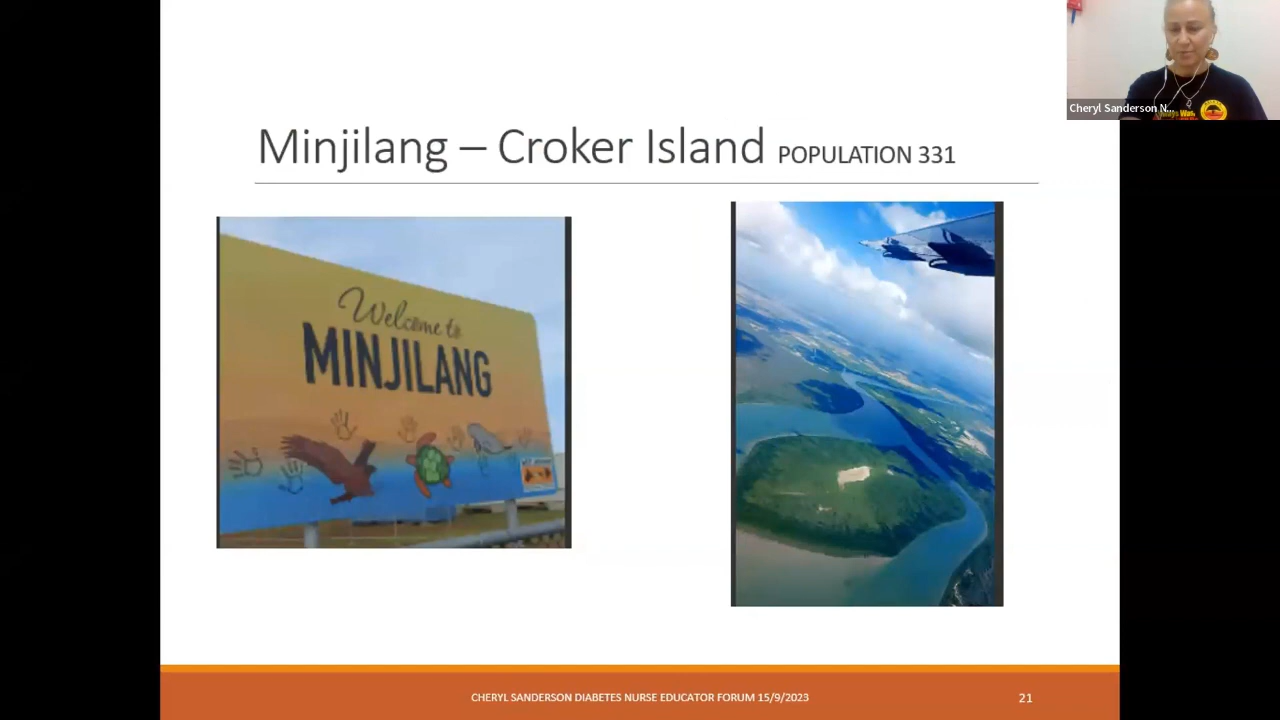 Cheryl Sanderson N...
Minjilang – Croker Island POPULATION 331
Welcome to
MINJILANG
CHERYL SANDERSON DIABETES NURSE EDUCATOR FORUM 15/9/2023
21